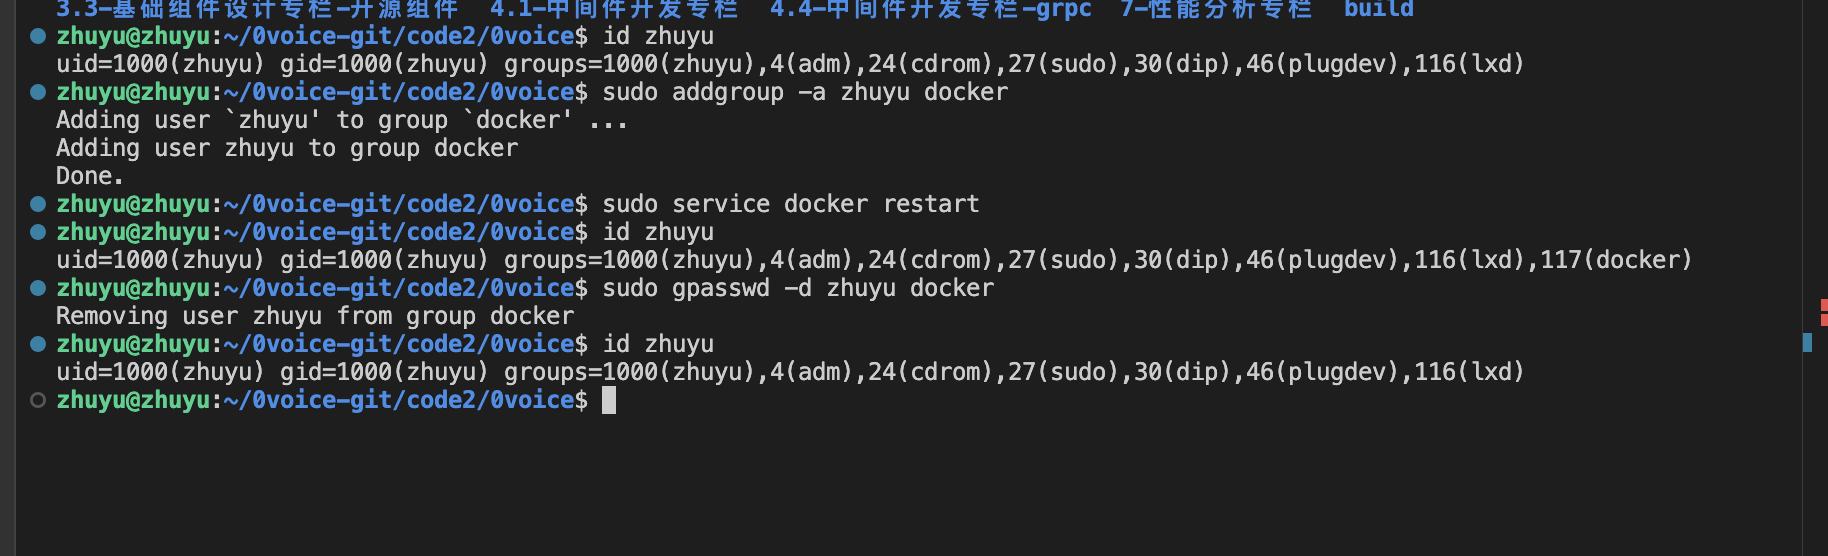 3.3-基础组件设计专栏-开源组件  4.1-中间件开发专栏  4.4-中间件开发专栏-grpc  7-性能分析专栏  build
zhuyu@zhuyu:~/0voice-git/code2/0voice$ id zhuyu
uid=1000(zhuyu) gid=1000(zhuyu) groups=1000(zhuyu),4(adm),24(cdrom),27(sudo),30(dip),46(plugdev),116(lxd)
zhuyu@zhuyu:~/0voice-git/code2/0voice$ sudo addgroup -a zhuyu docker
Adding user `zhuyu' to group `docker' ...
Adding user zhuyu to group docker
Done.
zhuyu@zhuyu:~/0voice-git/code2/0voice$ sudo service docker restart
zhuyu@zhuyu:~/0voice-git/code2/0voice$ id zhuyu
uid=1000(zhuyu) gid=1000(zhuyu) groups=1000(zhuyu),4(adm),24(cdrom),27(sudo),30(dip),46(plugdev),116(lxd),117(docker)
zhuyu@zhuyu:~/0voice-git/code2/0voice$ sudo gpasswd -d zhuyu docker
Removing user zhuyu from group docker
zhuyu@zhuyu:~/0voice-git/code2/0voice$ id zhuyu
uid=1000(zhuyu) gid=1000(zhuyu) groups=1000(zhuyu),4(adm),24(cdrom),27(sudo),30(dip),46(plugdev),116(lxd)
zhuyu@zhuyu:~/0voice-git/code2/0voice$